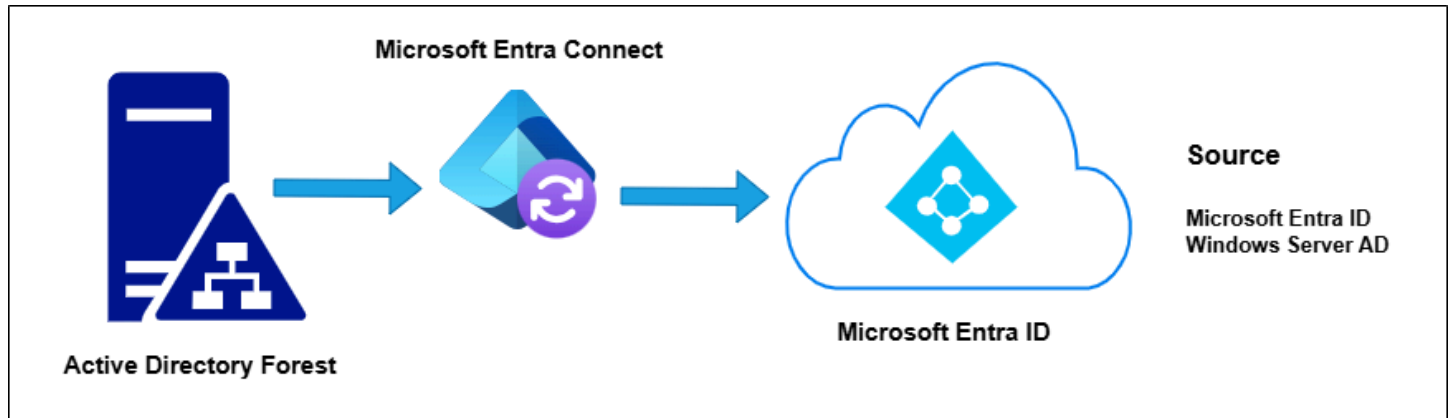 Microsoft Entra Connect
Source
Microsoft Entra ID
Windows Server AD
Microsoft Entra ID
Active Directory Forest